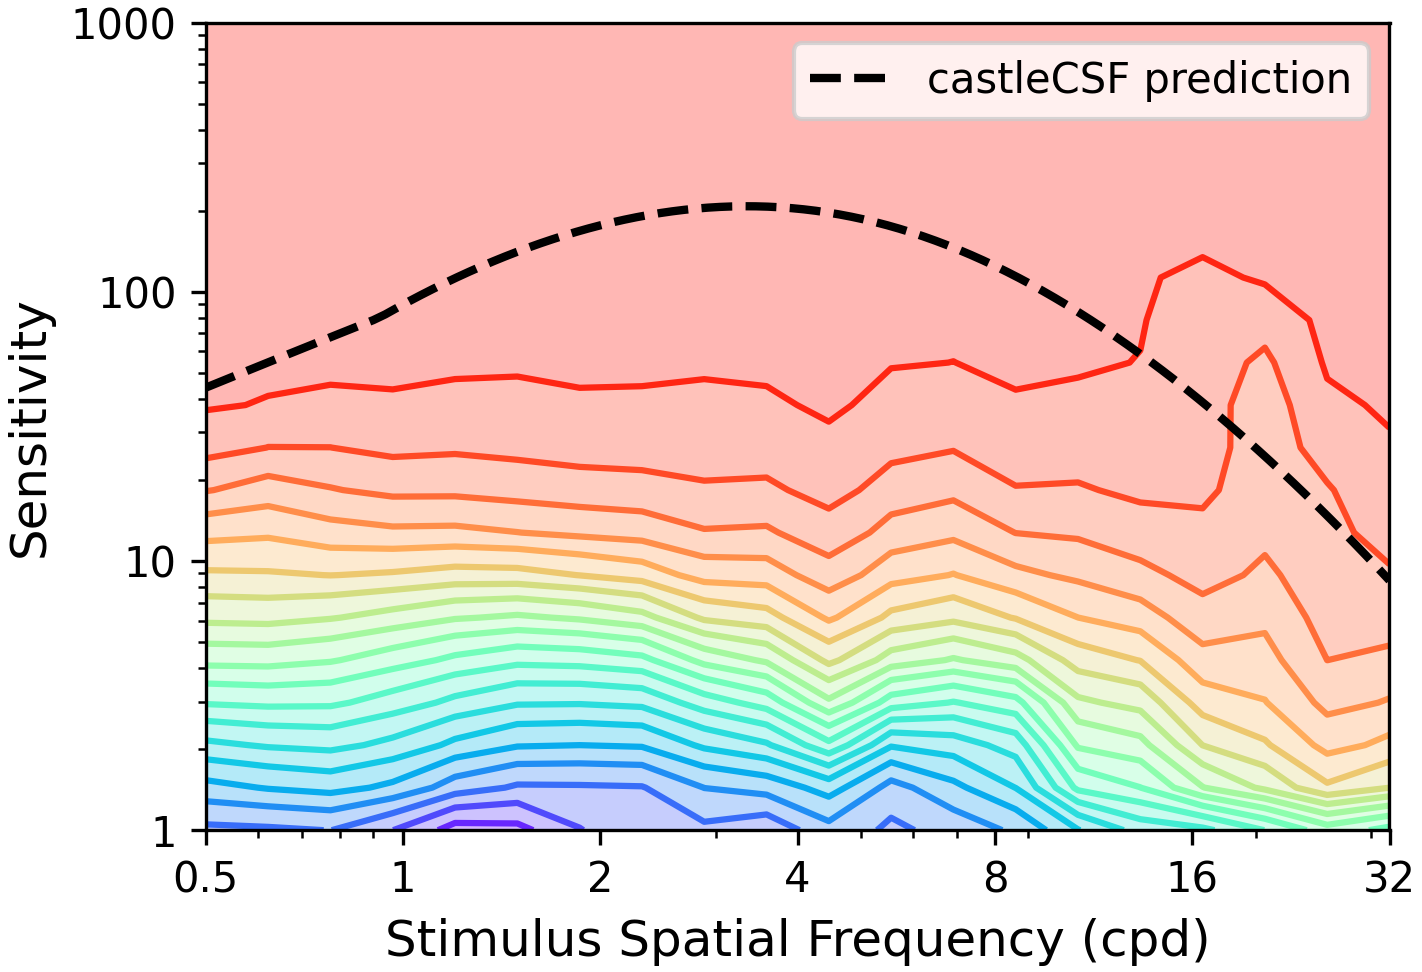 1000
100
10
1
Sensitivity
castleCSF prediction
0.5 1 2 4 8 16 32
Stimulus Spatial Frequency (cpd)